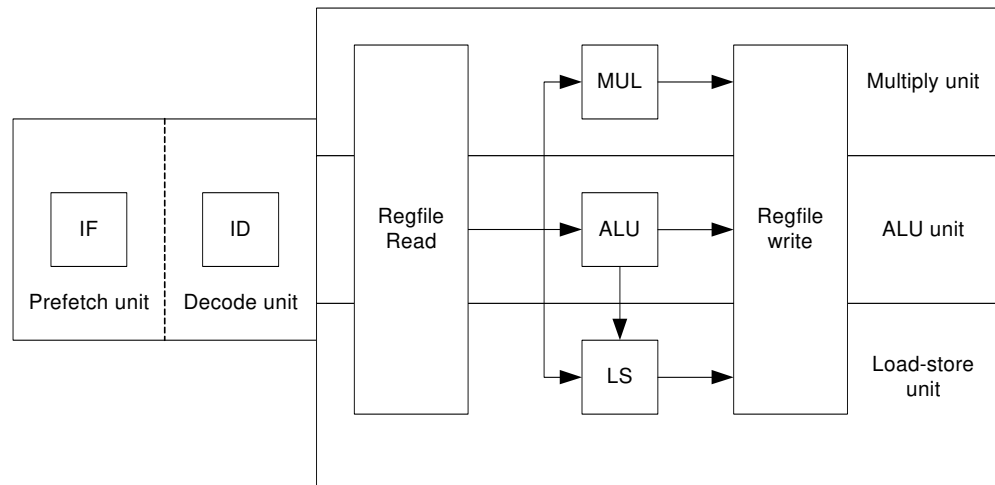 IF
Prefetch unit
ID
Decode unit
Regfile
Read
MUL
ALU
LS
Regfile
write
Multiply unit
ALU unit
Load-store
unit